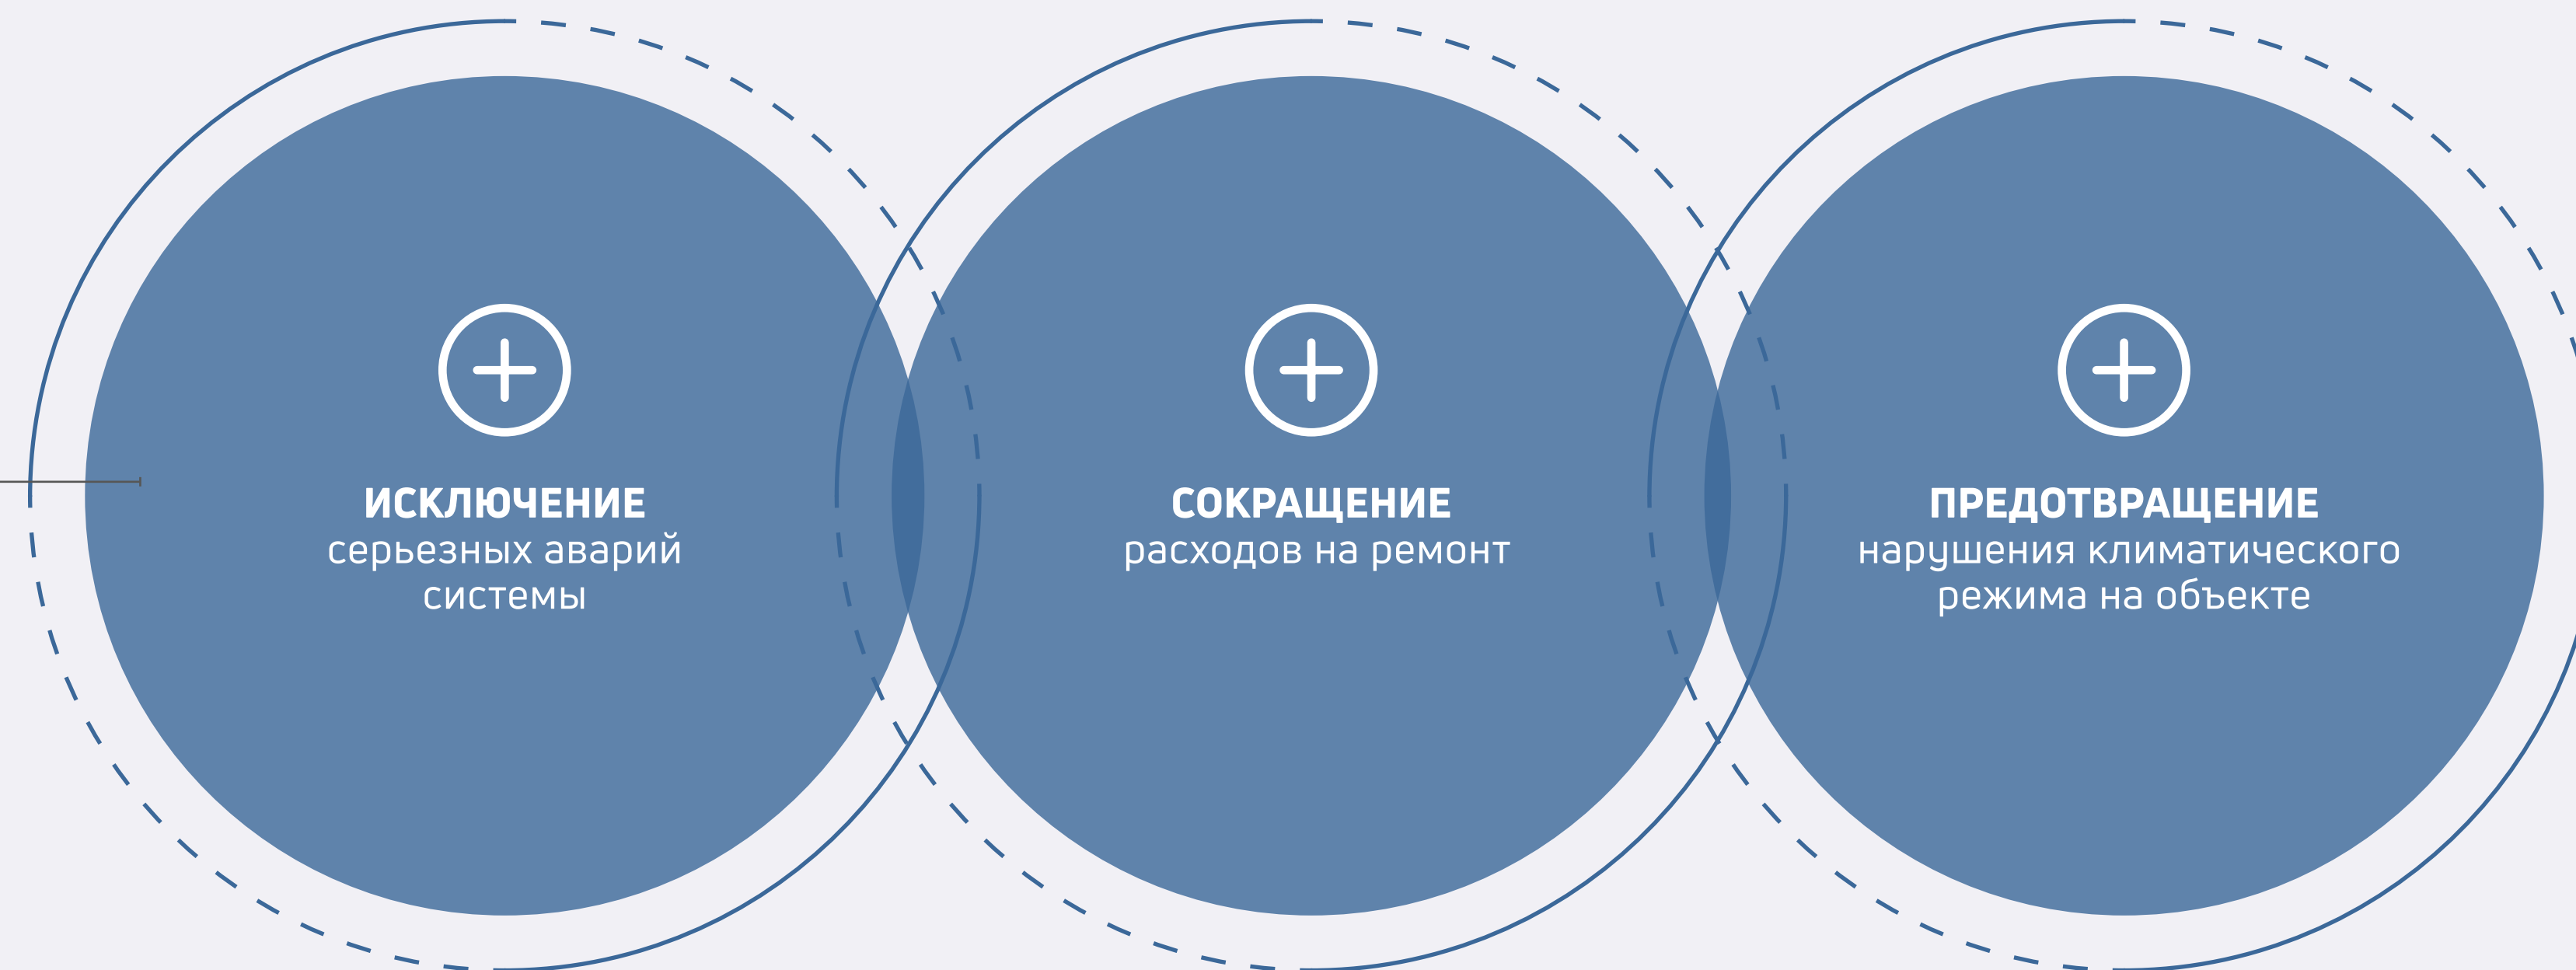 ИСКЛЮЧЕНИЕ
серьезных аварий
системы
СОКРАЩЕНИЕ
расходов на ремонт
ПРЕДОТВРАЩЕНИЕ
нарушения климатического
режима на объекте